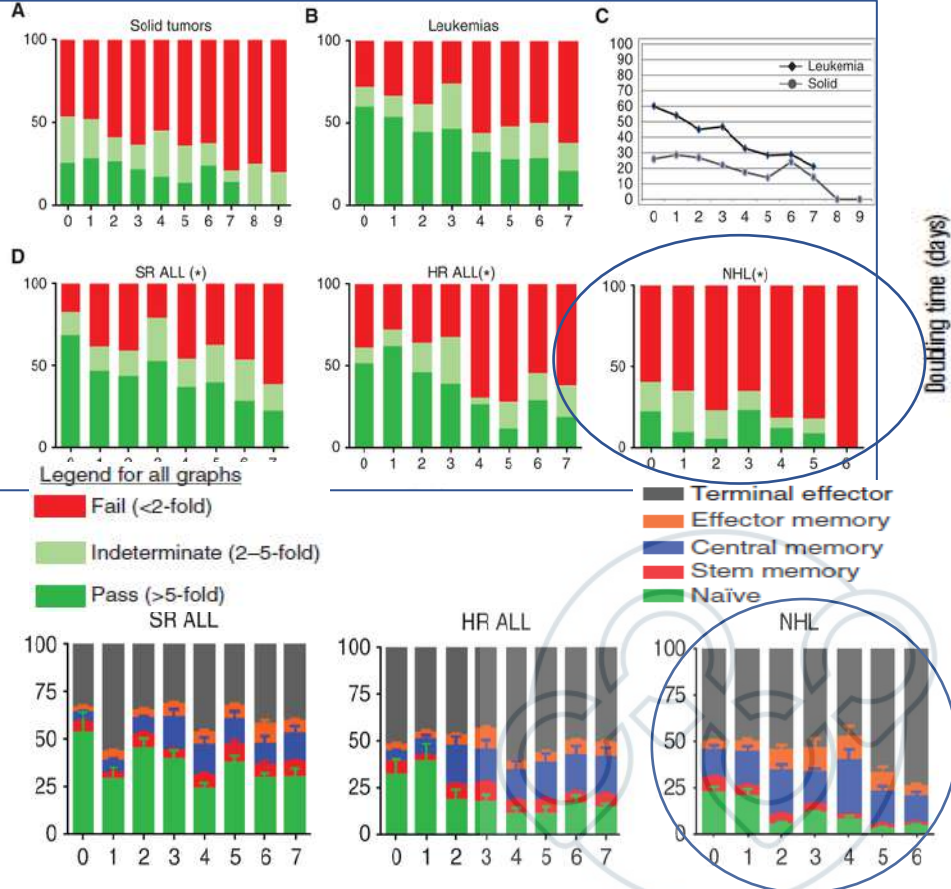 A
Solid tumors
100
50
0
0 1 2 3 4 5 6 7 8 9
B
Leukemias
100
50
0
0 1 2 3 4 5 6 7
C
100
90
80
70
60
50
40
30
20
10
0
Leukemia
Solid
0 1 2 3 4 5 6 7 8 9
Doubling time (days)
D
SR ALL (*)
100
50
0
HR ALL(*)
100
50
0
0 1 2 3 4 5 6 7
NHL(*)
100
50
0
0 1 2 3 4 5 6
Legend for all graphs
Fail (<2-fold)
Indeterminate (2–5-fold)
Pass (>5-fold)
Terminal effector
Effector memory
Central memory
Stem memory
Naïve
SR ALL
100
75
50
25
0
0 1 2 3 4 5 6 7
HR ALL
100
75
50
25
0
0 1 2 3 4 5 6 7
NHL
100
75
50
25
0
0 1 2 3 4 5 6